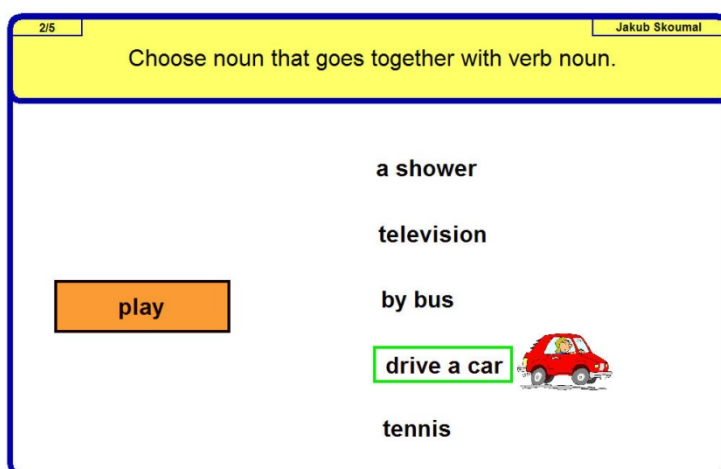 2/5
Jakub Skoumal
Choose noun that goes together with verb noun.
a shower
television
by bus
play
drive a car
tennis